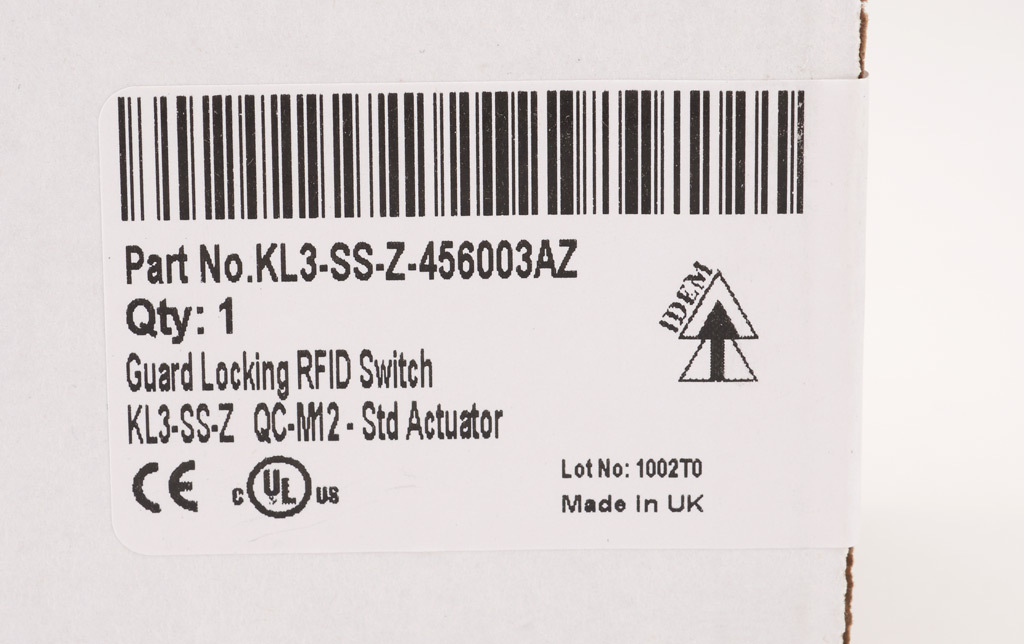 Part No.KL3-SS-Z-456003AZ
Qty: 1
IDEM
Guard Locking RFID Switch
KL3-SS-Z QC-M12 - Std Actuator
CE
c UL US
Lot No: 1002T0
Made In UK